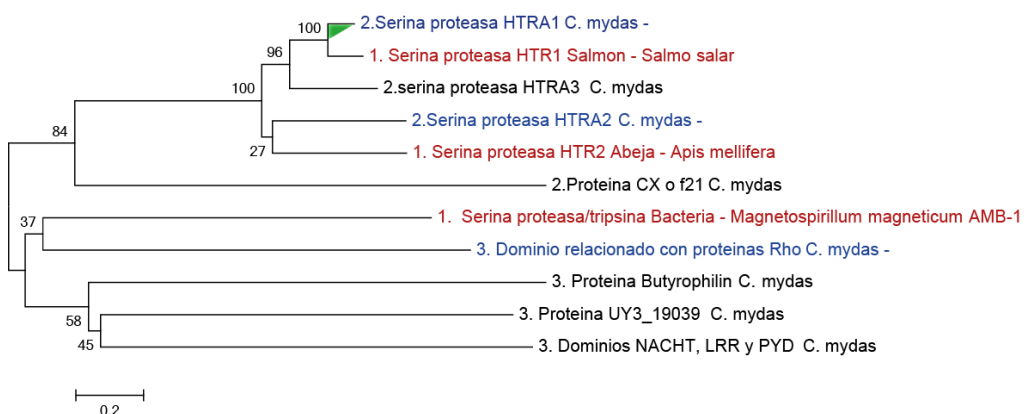 2.Serina proteasa HTRA1 C. mydas -
100
1. Serina proteasa HTR1 Salmon - Salmo salar
96
2.serina proteasa HTRA3 C. mydas
100
2.Serina proteasa HTRA2 C. mydas -
84
27
1. Serina proteasa HTR2 Abeja - Apis mellifera
2.Proteina CX o f21 C. mydas
37
1. Serina proteasa/tripsina Bacteria - Magnetospirillum magneticum AMB-1
3. Dominio relacionado con proteinas Rho C. mydas -
3. Proteina Butyrophilin C. mydas
58
3. Proteina UY3_19039 C. mydas
45
3. Dominios NACHT, LRR y PYD C. mydas
0.2